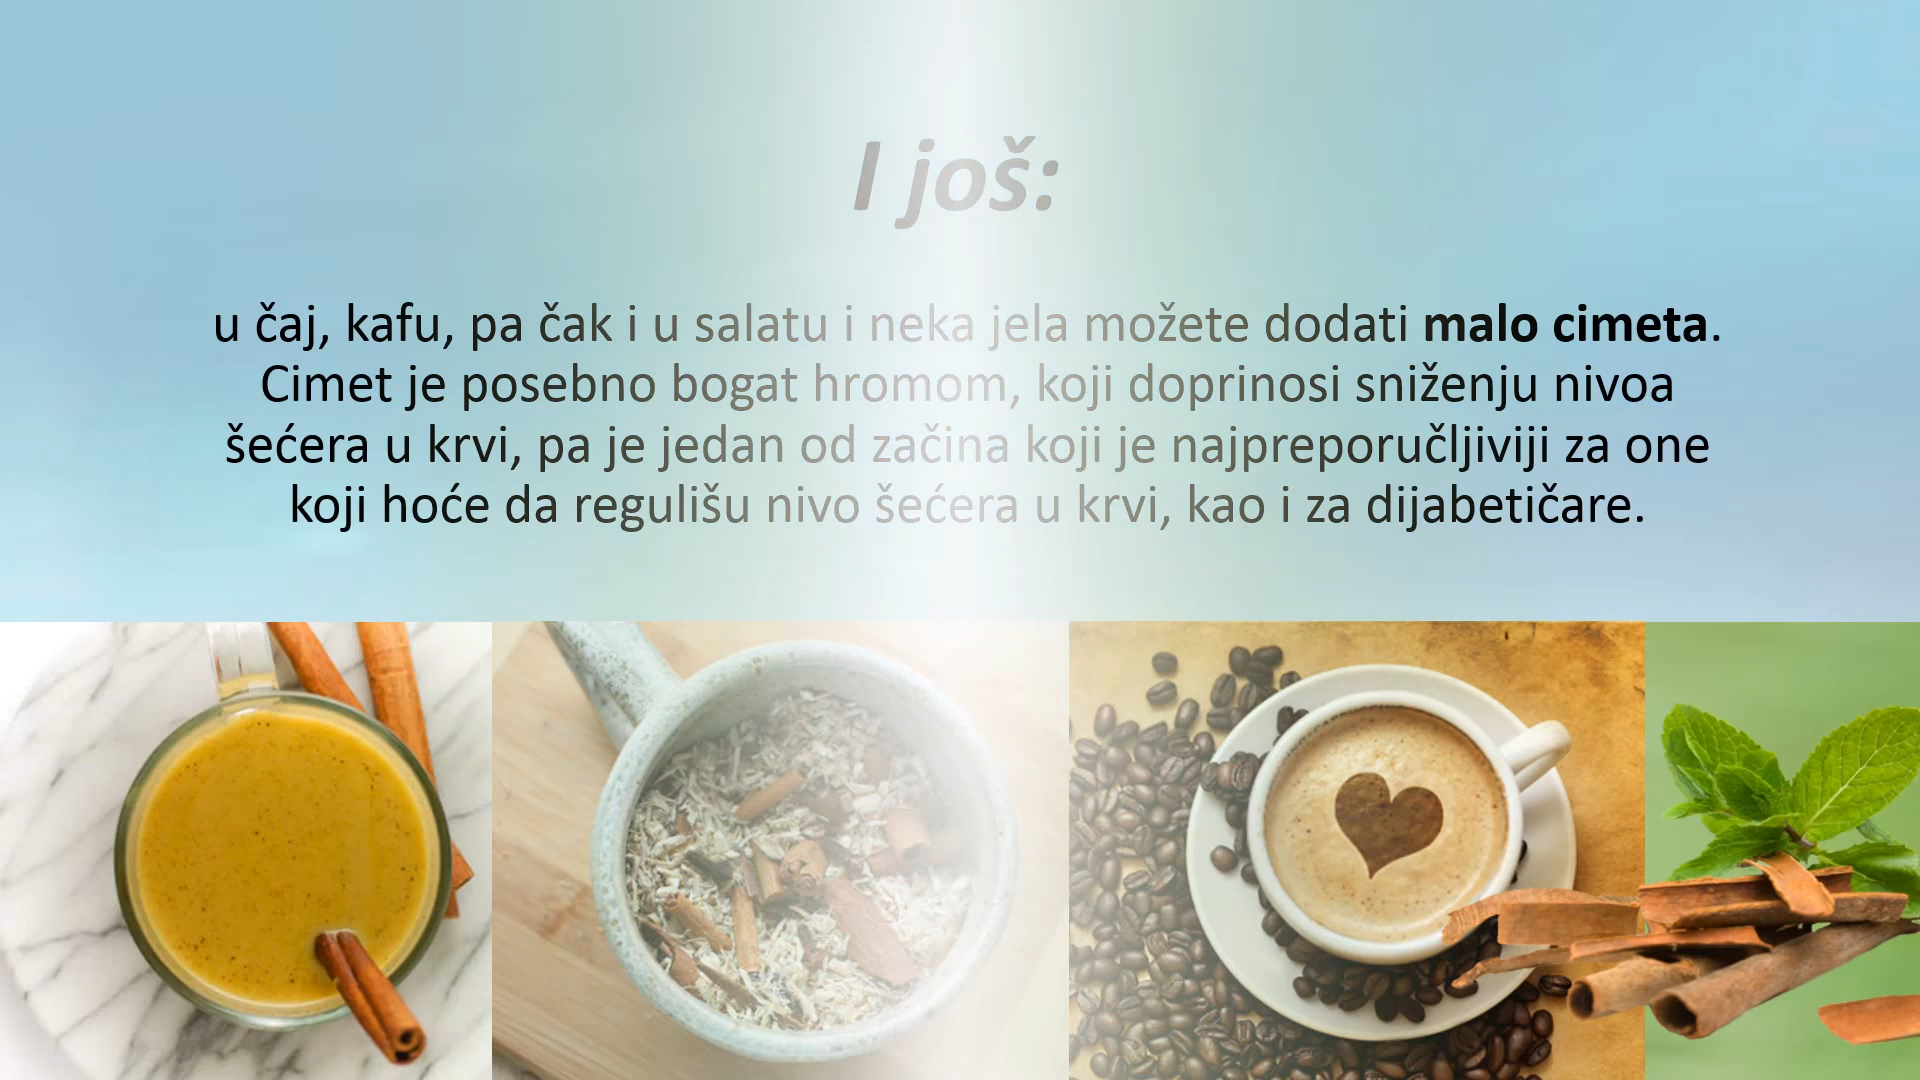 I još:
u čaj, kafu, pa čak i u salatu i neka jela možete dodati malo cimeta.
Cimet je posebno bogat hromom, koji doprinosi sniženju nivoa
šećera u krvi, pa je jedan od začina koji je najpreporučljiviji za one
koji hoće da regulišu nivo šećera u krvi, kao i za dijabetičare.